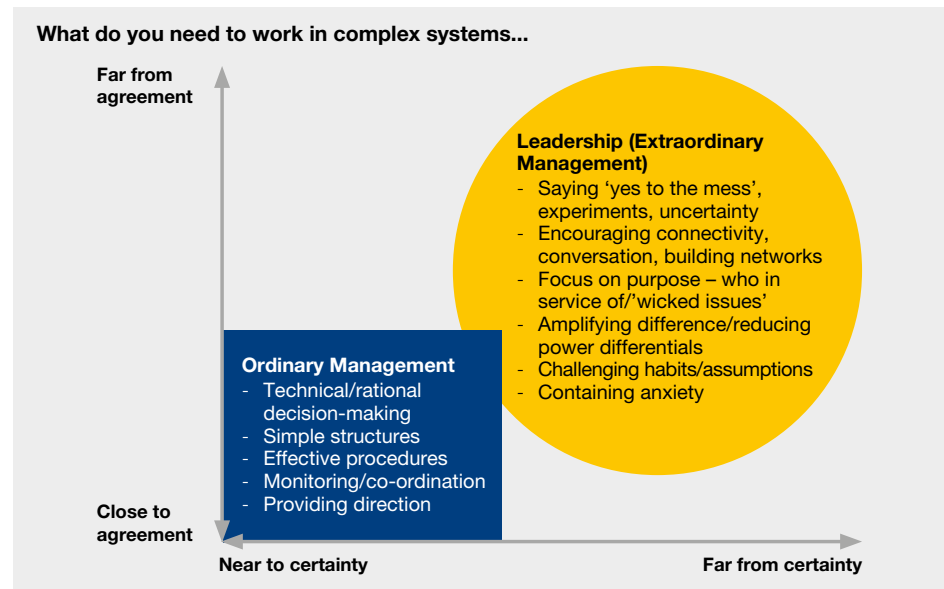 What do you need to work in complex systems...
Far from
agreement
Leadership (Extraordinary
Management)
- Saying ‘yes to the mess’,
experiments, uncertainty
- Encouraging connectivity,
conversation, building networks
- Focus on purpose – who in
service of/’wicked issues’
- Amplifying difference/reducing
power differentials
- Challenging habits/assumptions
- Containing anxiety
Ordinary Management
- Technical/rational
decision-making
- Simple structures
- Effective procedures
- Monitoring/co-ordination
- Providing direction
Close to
agreement
Near to certainty
Far from certainty